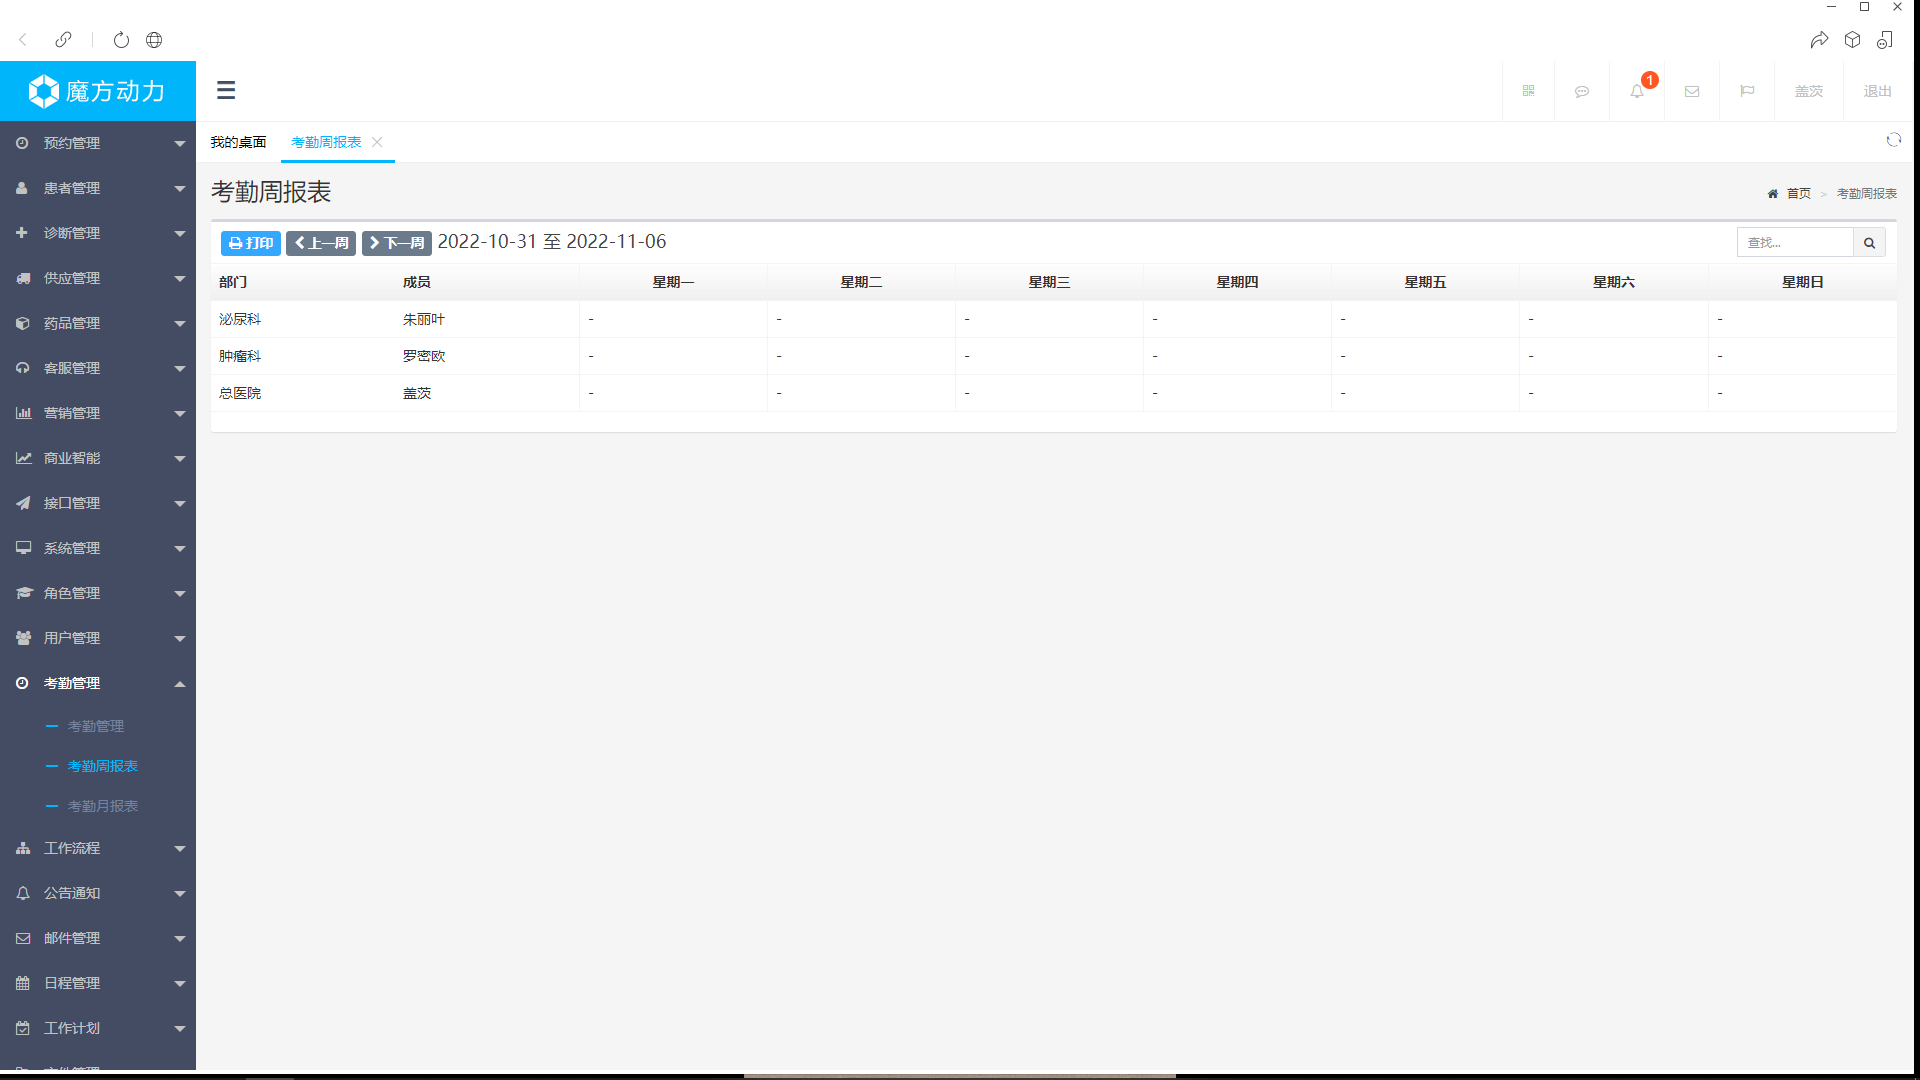 魔方动力
1
盖茨
退出
预约管理
患者管理
诊断管理
供应管理
药品管理
客服管理
营销管理
商业智能
接口管理
系统管理
角色管理
用户管理
考勤管理
考勤管理
考勤周报表
考勤月报表
工作流程
公告通知
邮件管理
日程管理
工作计划
我的桌面 考勤周报表
考勤周报表
首页 > 考勤周报表
打印 上一周 下一周 2022-10-31 至 2022-11-06
查找...
部门 成员 星期一 星期二 星期三 星期四 星期五 星期六 星期日
泌尿科 朱丽叶 - - - - - - -
肿瘤科 罗密欧 - - - - - - -
总医院 盖茨 - - - - - - -